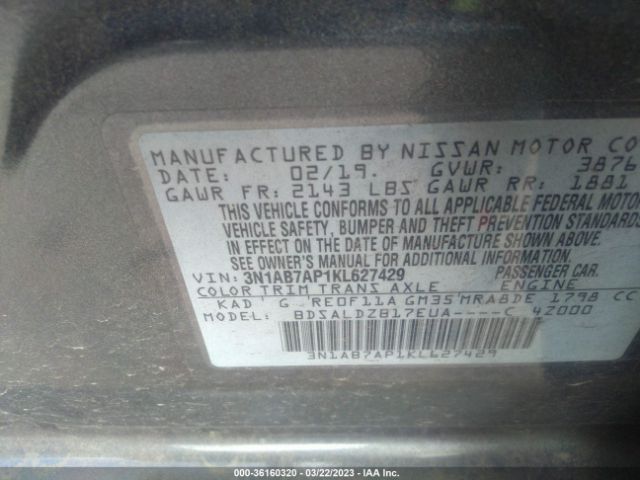 MANUFACTURED BY NISSAN MOTOR CO
DATE: 02/19. GVWR: 3876
GAWR FR: 2143 LBS GAWR RR: 1881
THIS VEHICLE CONFORMS TO ALL APPLICABLE FEDERAL MOTOR
VEHICLE SAFETY, BUMPER AND THEFT PREVENTION STANDARDS
IN EFFECT ON THE DATE OF MANUFACTURE SHOWN ABOVE.
SEE OWNER'S MANUAL FOR ADDITIONAL INFORMATION.
VIN: 3N1AB7AP1KL627429 PASSENGER CAR.
COLOR TRIM TRANS AXLE ENGINE
KAD G RE0F11A GM35 MRA8DE 1798 CC
MODEL: BDSALDZB17EUA----C 42000
3N1AB7AP1KL627429
000-36160320 - 03/22/2023 - IAA Inc.